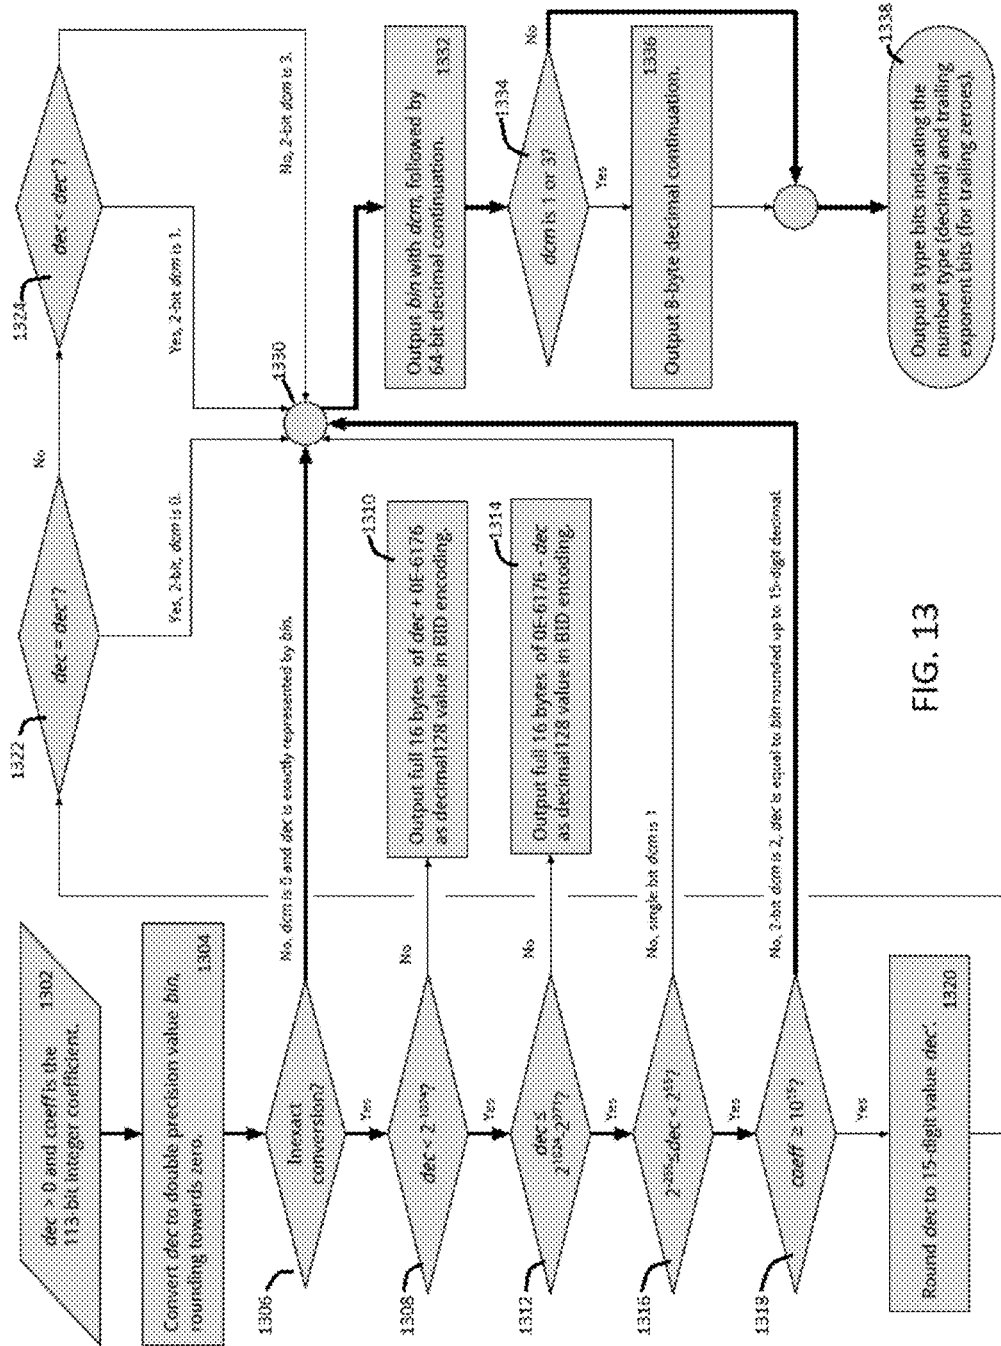 dec > 0 and coeff is the
113-bit integer coefficient.
1302
Convert dec to double precision value bin,
rounding towards zero.
1304
Inexact
conversion?
1306
No, dcm is 0 and dec is exactly represented by bin.
Yes
1308
No
Output full 16 bytes of dec + 0E-6176
as decimal128 value in BID encoding.
1310
Yes
dec ≤
1312
No
Output full 16 bytes of 0E-6176 - dec
as decimal128 value in BID encoding.
1314
Yes
1316
No, single bit dcm is 1
Yes
coeff ≥ 10¹⁵?
1318
No, 2-bit dcm is 2, dec is equal to bin rounded up to 15-digit decimal.
Yes
Round dec to 15-digit value dec'.
1320
dec = dec'?
1322
Yes, 2-bit, dcm is 0.
No
dec < dec'?
1324
Yes, 2-bit dcm is 1.
No, 2-bit dcm is 3.
1330
Output bin with dcm, followed by
64-bit decimal continuation.
1332
dcm is 1 or 3?
1334
No
Yes
Output 8 byte decimal continuation.
1336
Output 8 type bits indicating the
number type (decimal) and trailing
exponent bits (for trailing zeroes).
1338
FIG. 13